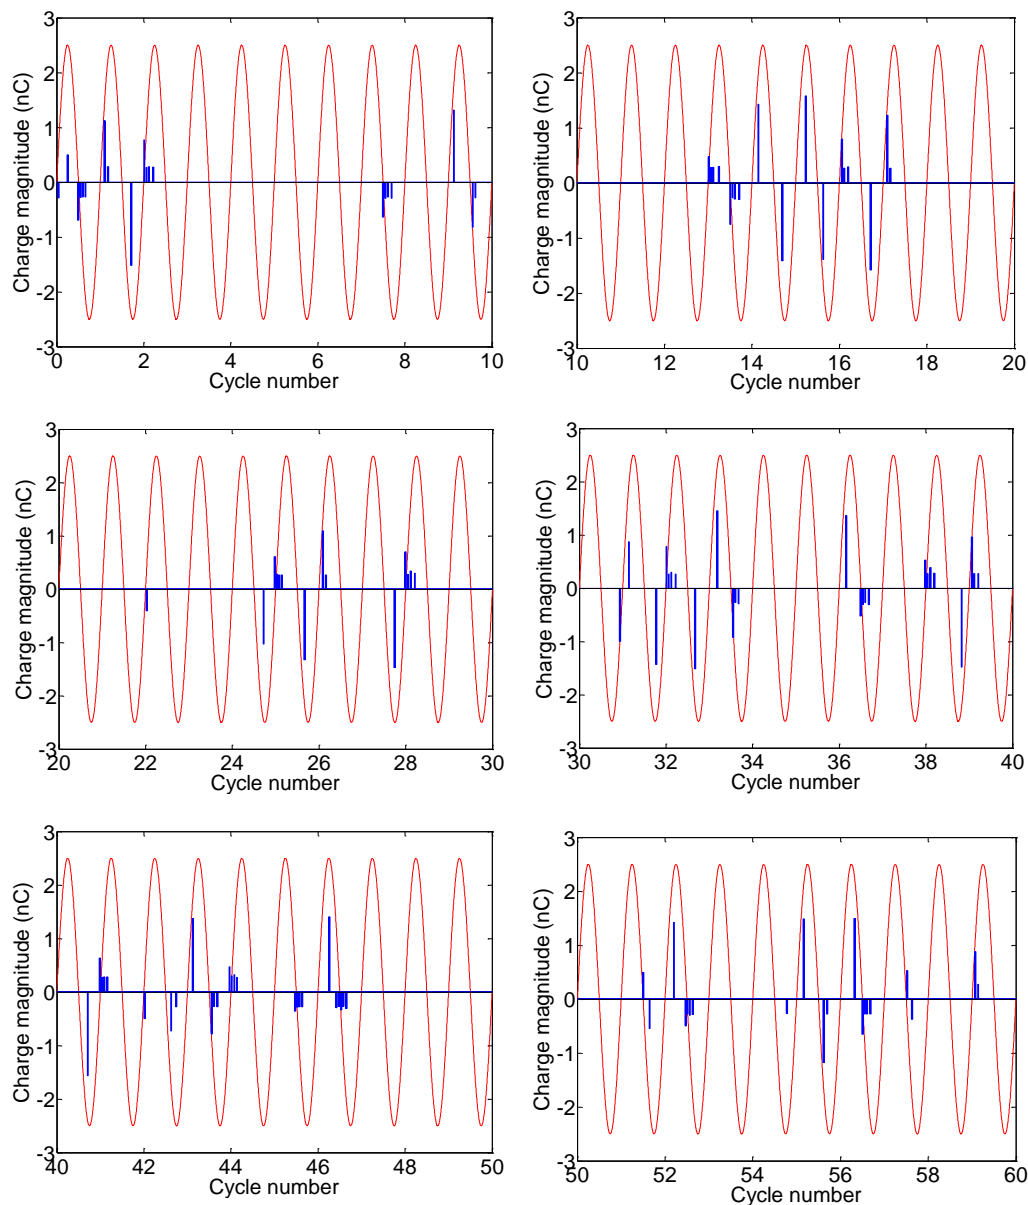 3
2
1
0
-1
-2
-3
Charge magnitude (nC)
0 2 4 6 8 10
Cycle number
3
2
1
0
-1
-2
-3
Charge magnitude (nC)
10 12 14 16 18 20
Cycle number
3
2
1
0
-1
-2
-3
Charge magnitude (nC)
20 22 24 26 28 30
Cycle number
3
2
1
0
-1
-2
-3
Charge magnitude (nC)
30 32 34 36 38 40
Cycle number
3
2
1
0
-1
-2
-3
Charge magnitude (nC)
40 42 44 46 48 50
Cycle number
3
2
1
0
-1
-2
-3
Charge magnitude (nC)
50 52 54 56 58 60
Cycle number